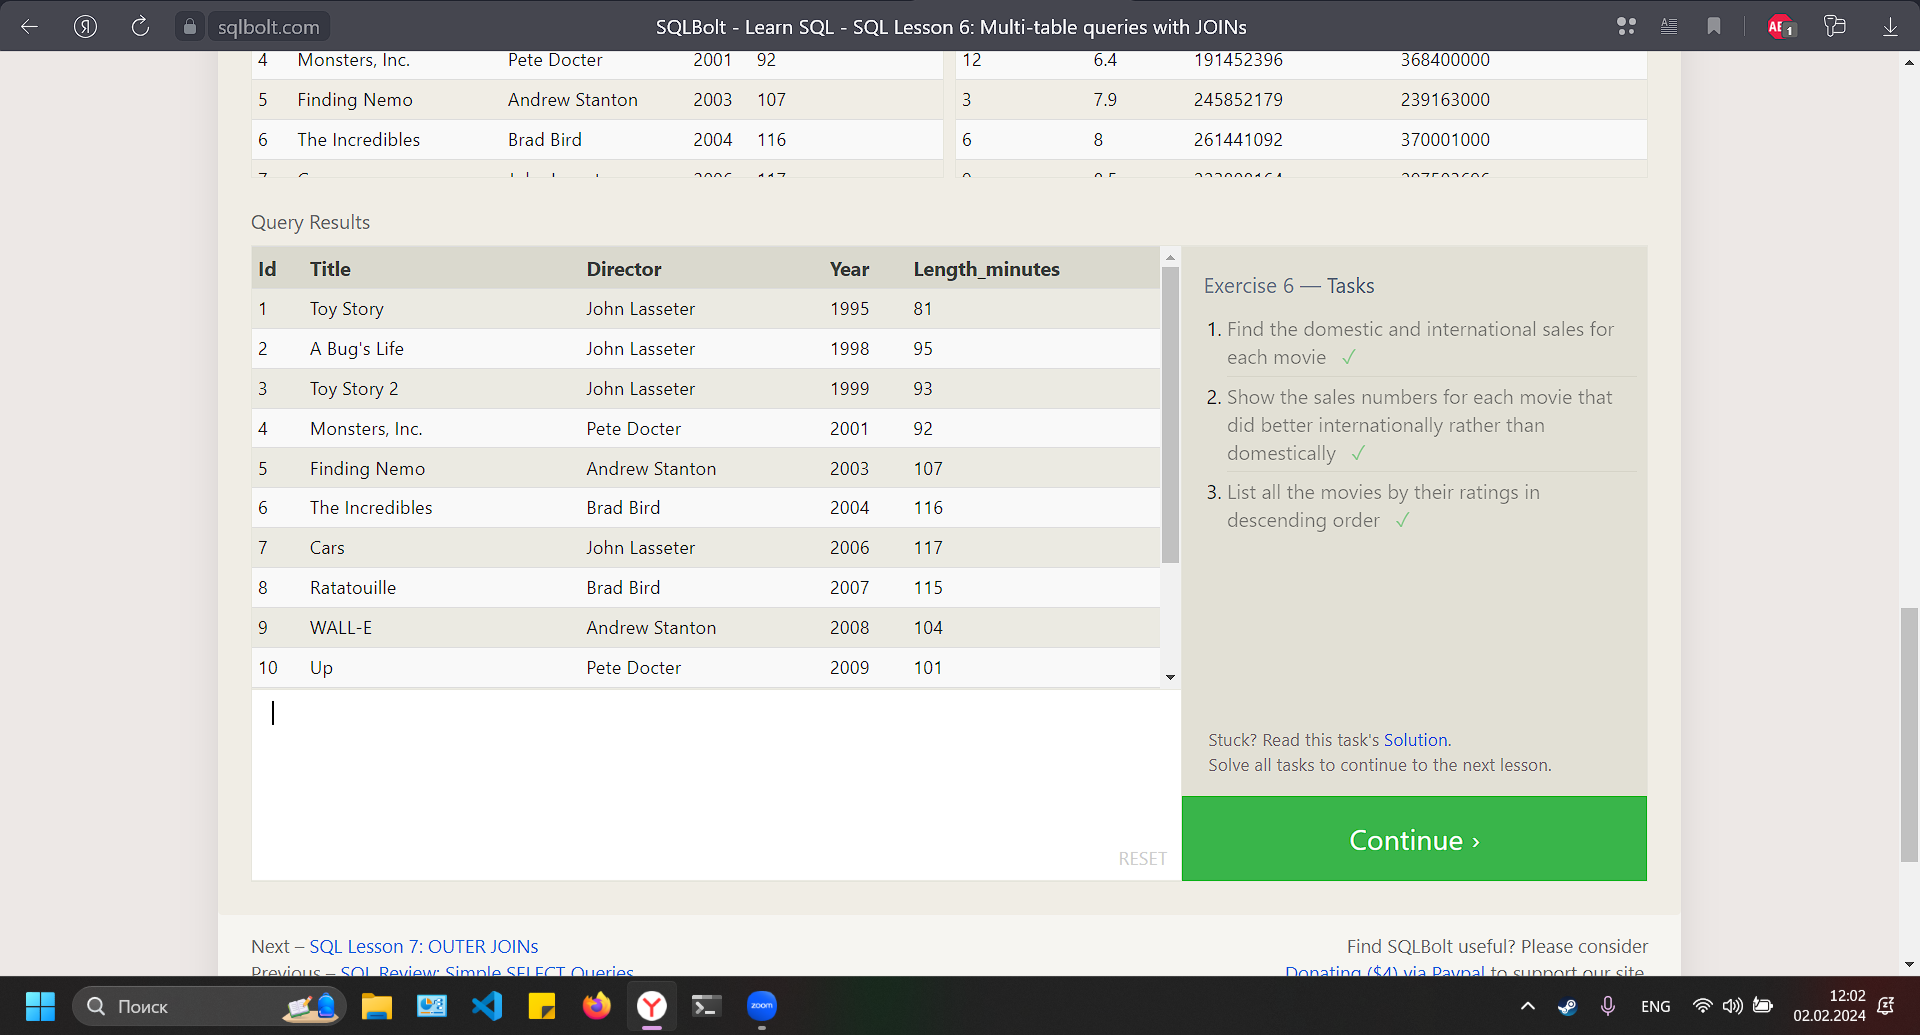 sqlbolt.com
SQLBolt - Learn SQL - SQL Lesson 6: Multi-table queries with JOINs
4 Monsters, Inc. Pete Docter 2001 92
5 Finding Nemo Andrew Stanton 2003 107
6 The Incredibles Brad Bird 2004 116
12 6.4 191452396 368400000
3 7.9 245852179 239163000
6 8 261441092 370001000
Query Results
Id Title Director Year Length_minutes
1 Toy Story John Lasseter 1995 81
2 A Bug's Life John Lasseter 1998 95
3 Toy Story 2 John Lasseter 1999 93
4 Monsters, Inc. Pete Docter 2001 92
5 Finding Nemo Andrew Stanton 2003 107
6 The Incredibles Brad Bird 2004 116
7 Cars John Lasseter 2006 117
8 Ratatouille Brad Bird 2007 115
9 WALL-E Andrew Stanton 2008 104
10 Up Pete Docter 2009 101
RESET
Exercise 6 — Tasks
1. Find the domestic and international sales for
each movie ✓
2. Show the sales numbers for each movie that
did better internationally rather than
domestically ✓
3. List all the movies by their ratings in
descending order ✓
Stuck? Read this task's Solution.
Solve all tasks to continue to the next lesson.
Continue ›
Next – SQL Lesson 7: OUTER JOINs
Previous – SQL Review: Simple SELECT Queries
Find SQLBolt useful? Please consider
Donating ($4) via Paypal to support our site.
Поиск
zoom
ENG
12:02
02.02.2024